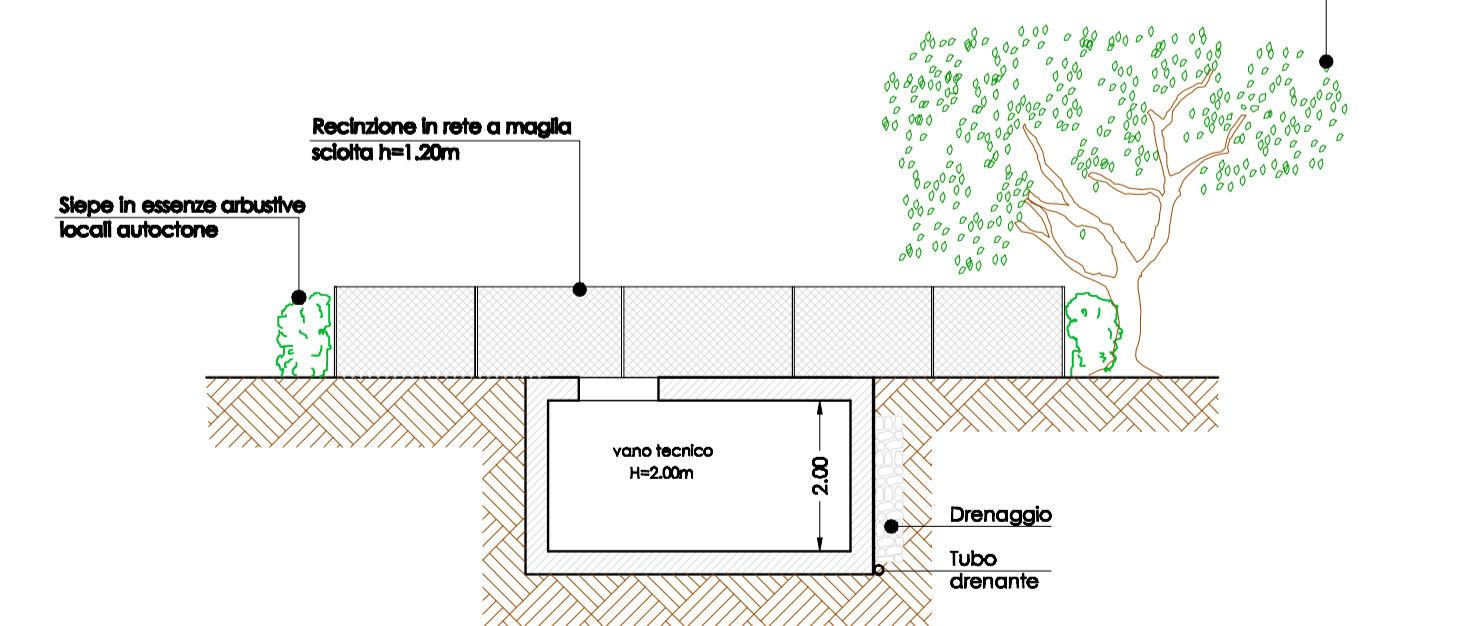 Recinzione in rete a maglia
sciolta h=1.20m
Siepe in essenze arbustive
locali autoctone
vano tecnico
H=2.00m
2.00
Drenaggio
Tubo
drenante